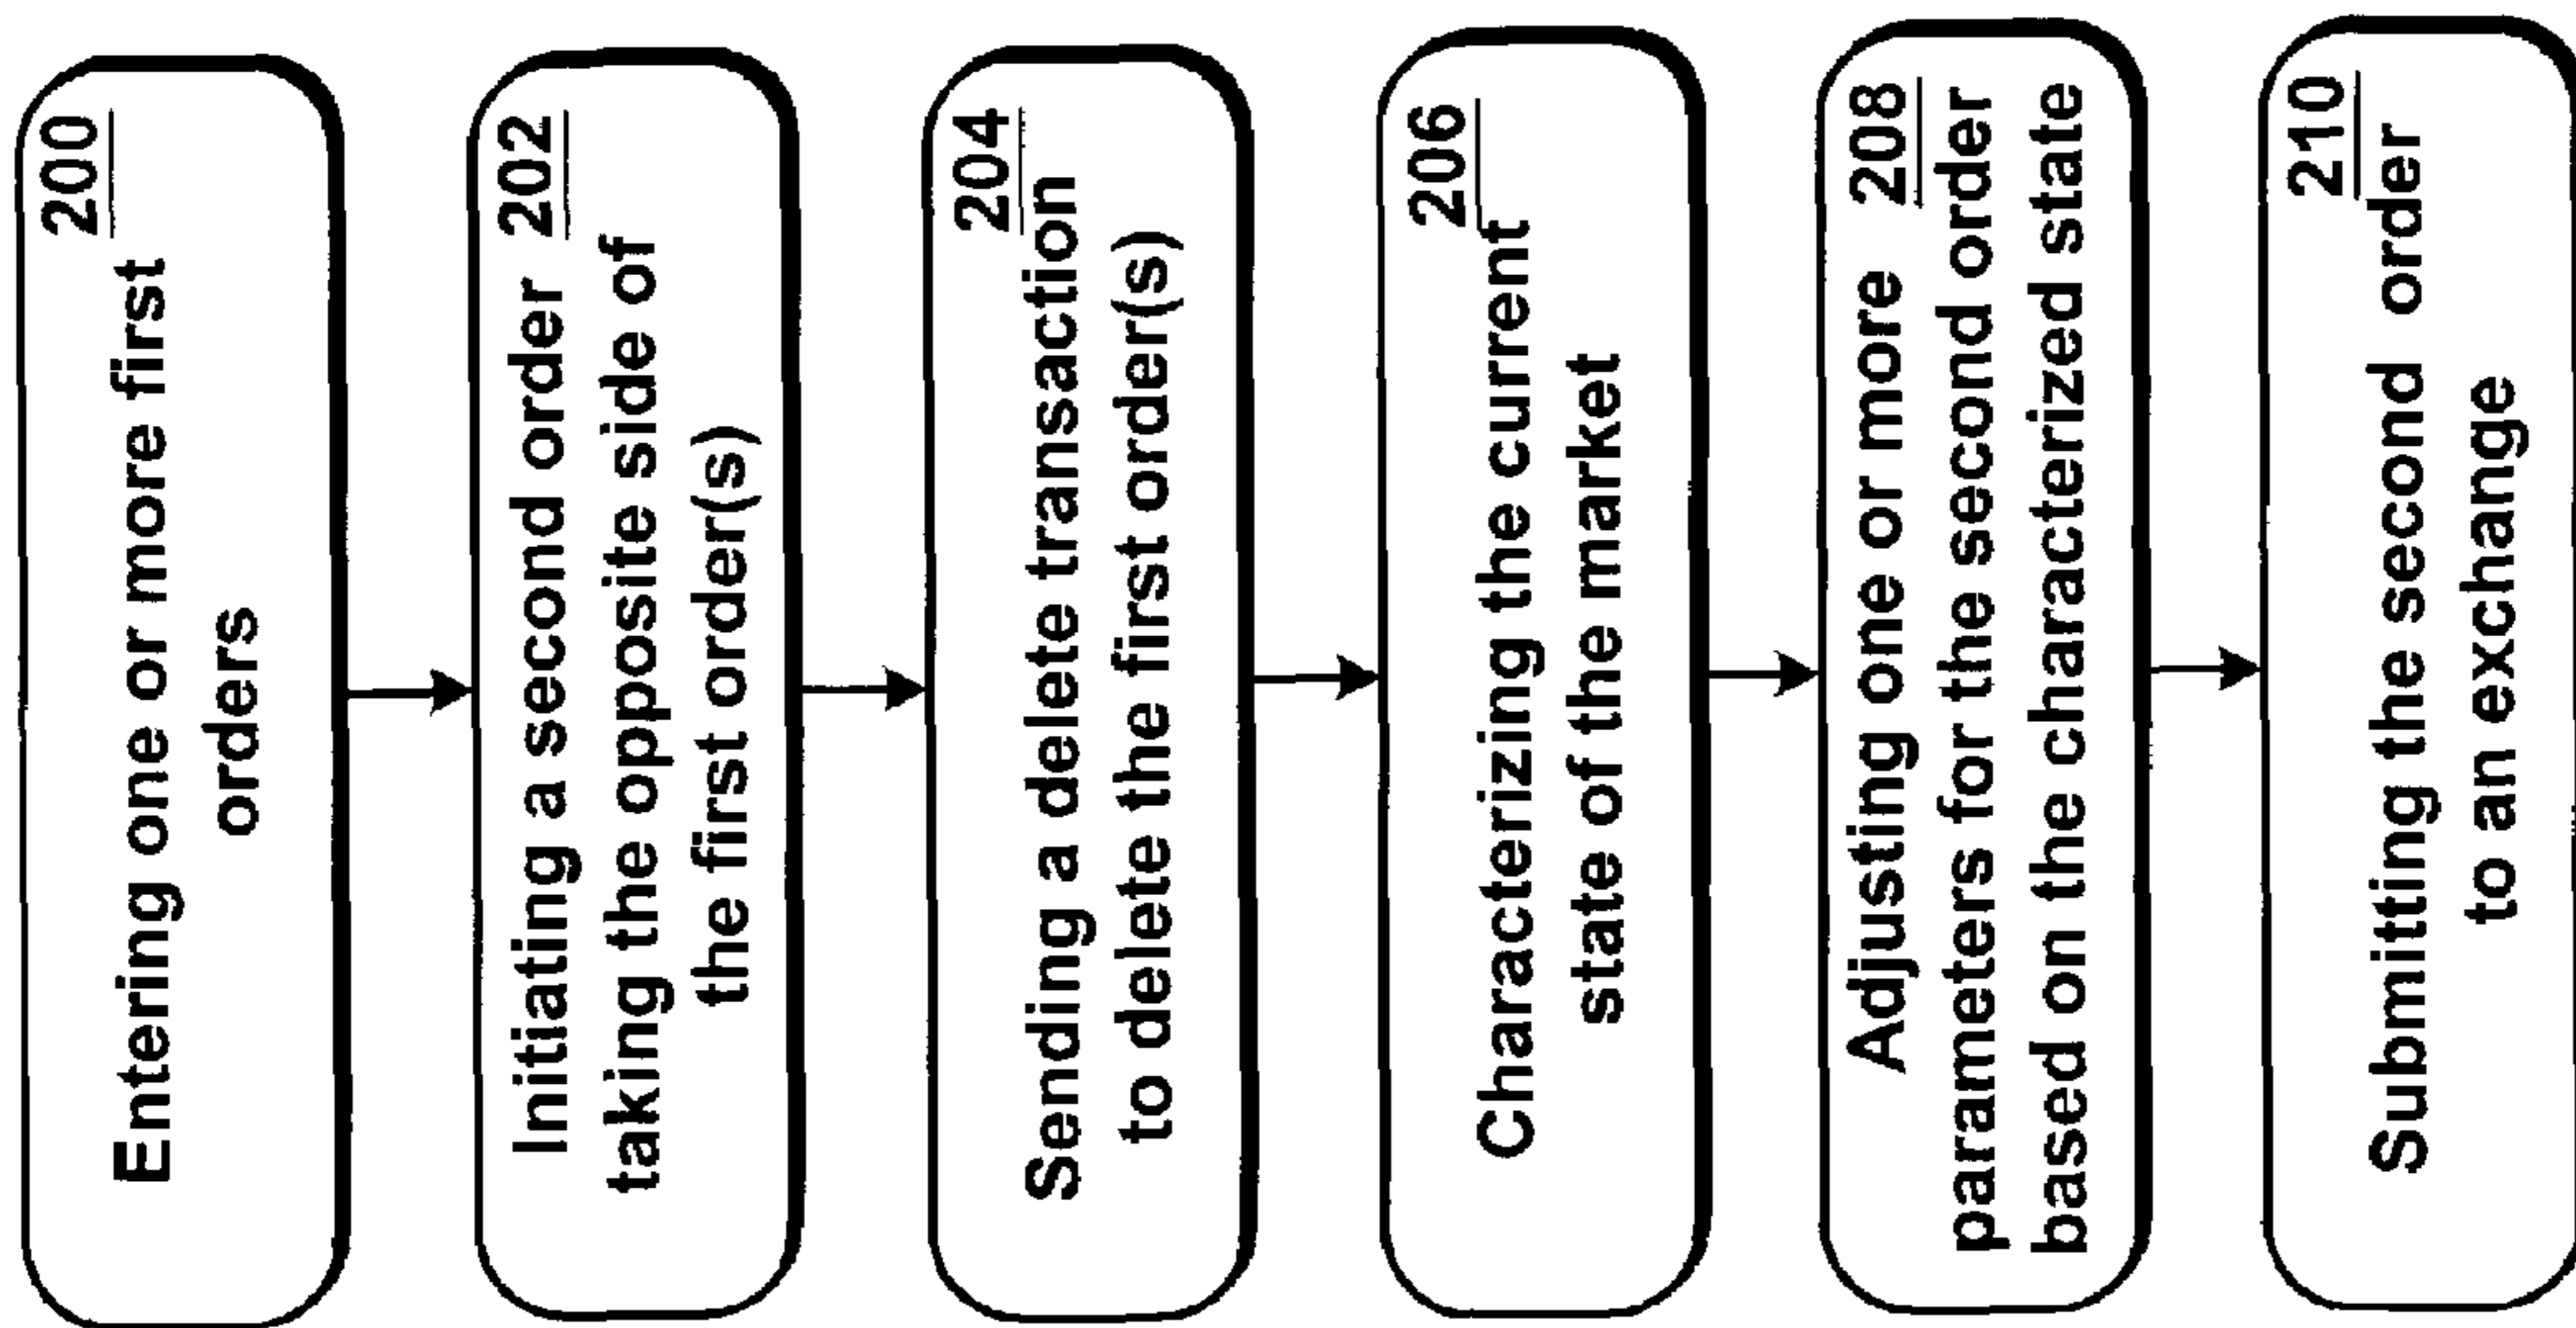 200
Entering one or more first
orders
Initiating a second order 202
taking the opposite side of
the first order(s)
204
Sending a delete transaction
to delete the first order(s)
206
Characterizing the current
state of the market
Adjusting one or more 208
parameters for the second order
based on the characterized state
210
Submitting the second order
to an exchange